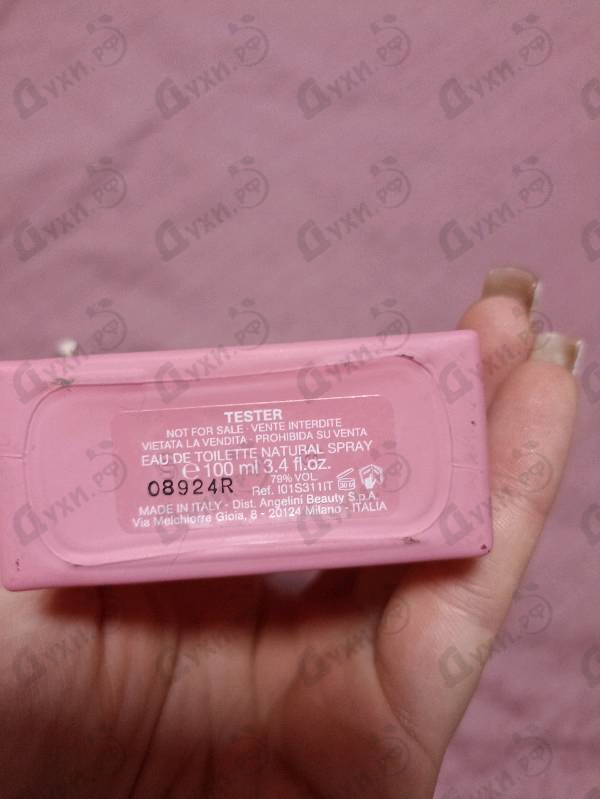 TESTER
NOT FOR SALE - VENTE INTERDITE
VIETATA LA VENDITA - PROHIBIDA SU VENTA
EAU DE TOILETTE NATURAL SPRAY
℮ 100 ml 3.4 fl.oz.
79% VOL
08924R Ref. I01S311IT
MADE IN ITALY - Dist. Angelini Beauty S.p.A.
Via Melchiorre Gioia, 8 - 20124 Milano - ITALIA
Духи.рф